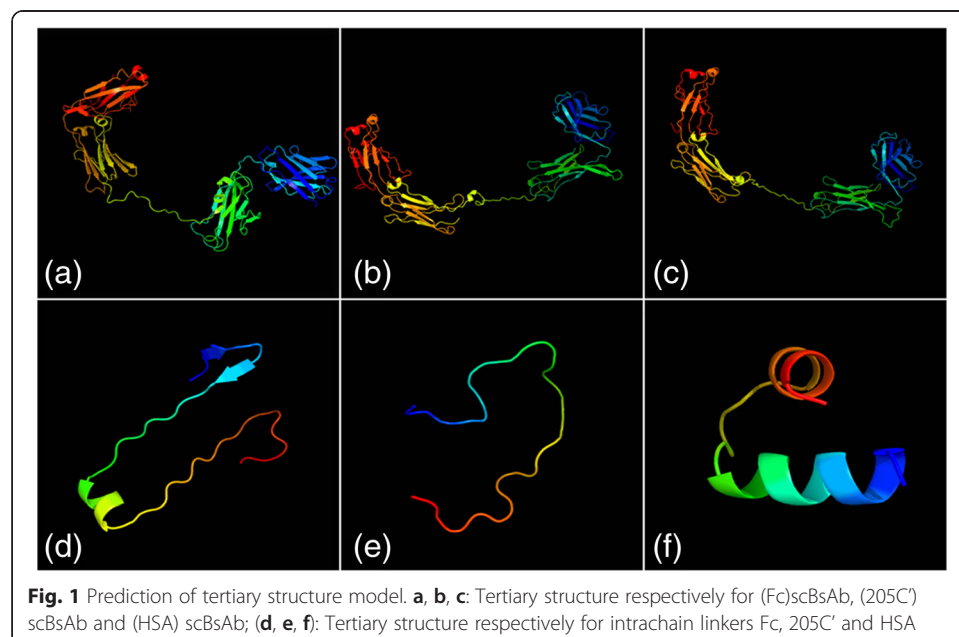 (a)
(b)
(c)
(d)
(e)
(f)
Fig. 1 Prediction of tertiary structure model. a, b, c: Tertiary structure respectively for (Fc)scBsAb, (205C′)
scBsAb and (HSA) scBsAb; (d, e, f): Tertiary structure respectively for intrachain linkers Fc, 205C′ and HSA